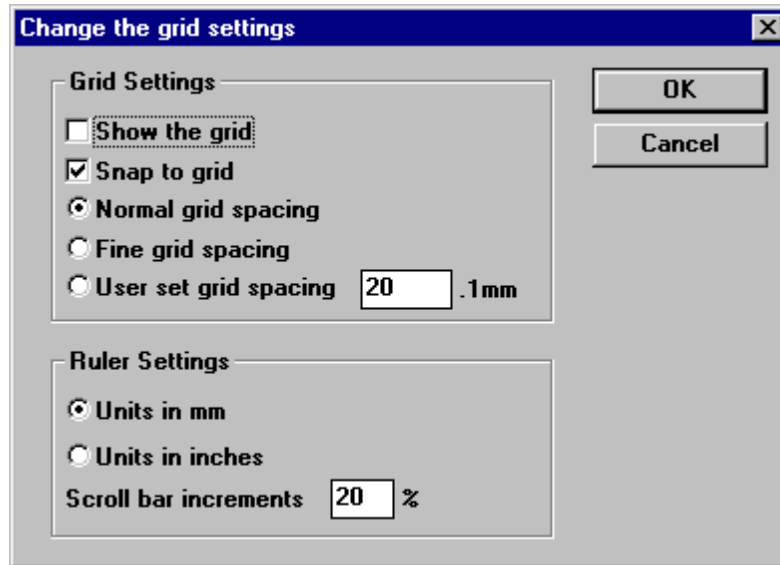 Change the grid settings
Grid Settings
Show the grid
Snap to grid
Normal grid spacing
Fine grid spacing
User set grid spacing 20 .1mm
OK
Cancel
Ruler Settings
Units in mm
Units in inches
Scroll bar increments 20 %